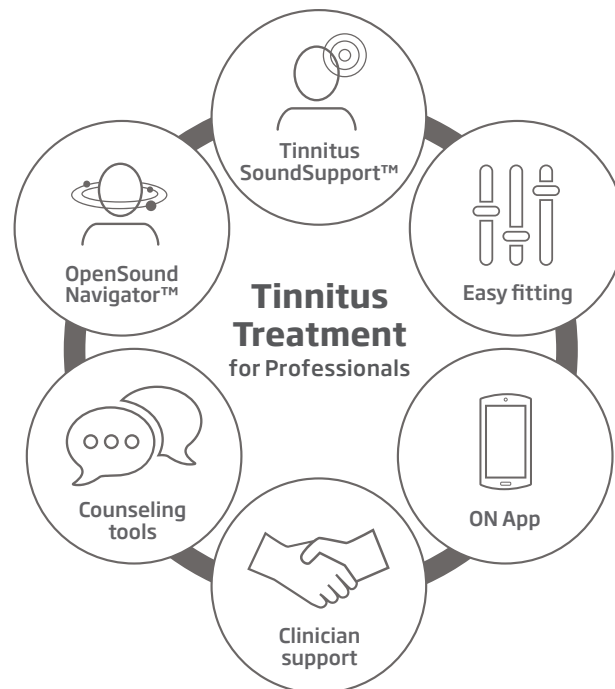 Tinnitus
SoundSupport™
OpenSound
Navigator™
Easy fitting
Tinnitus
Treatment
for Professionals
Counseling
tools
ON App
Clinician
support